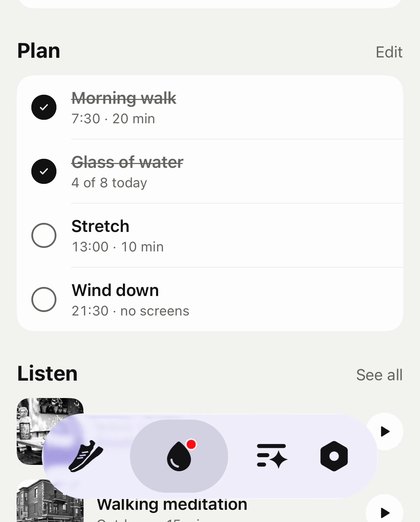 Plan
Edit
Morning walk
7:30 · 20 min
Glass of water
4 of 8 today
Stretch
13:00 · 10 min
Wind down
21:30 · no screens
Listen
See all
Walking meditation